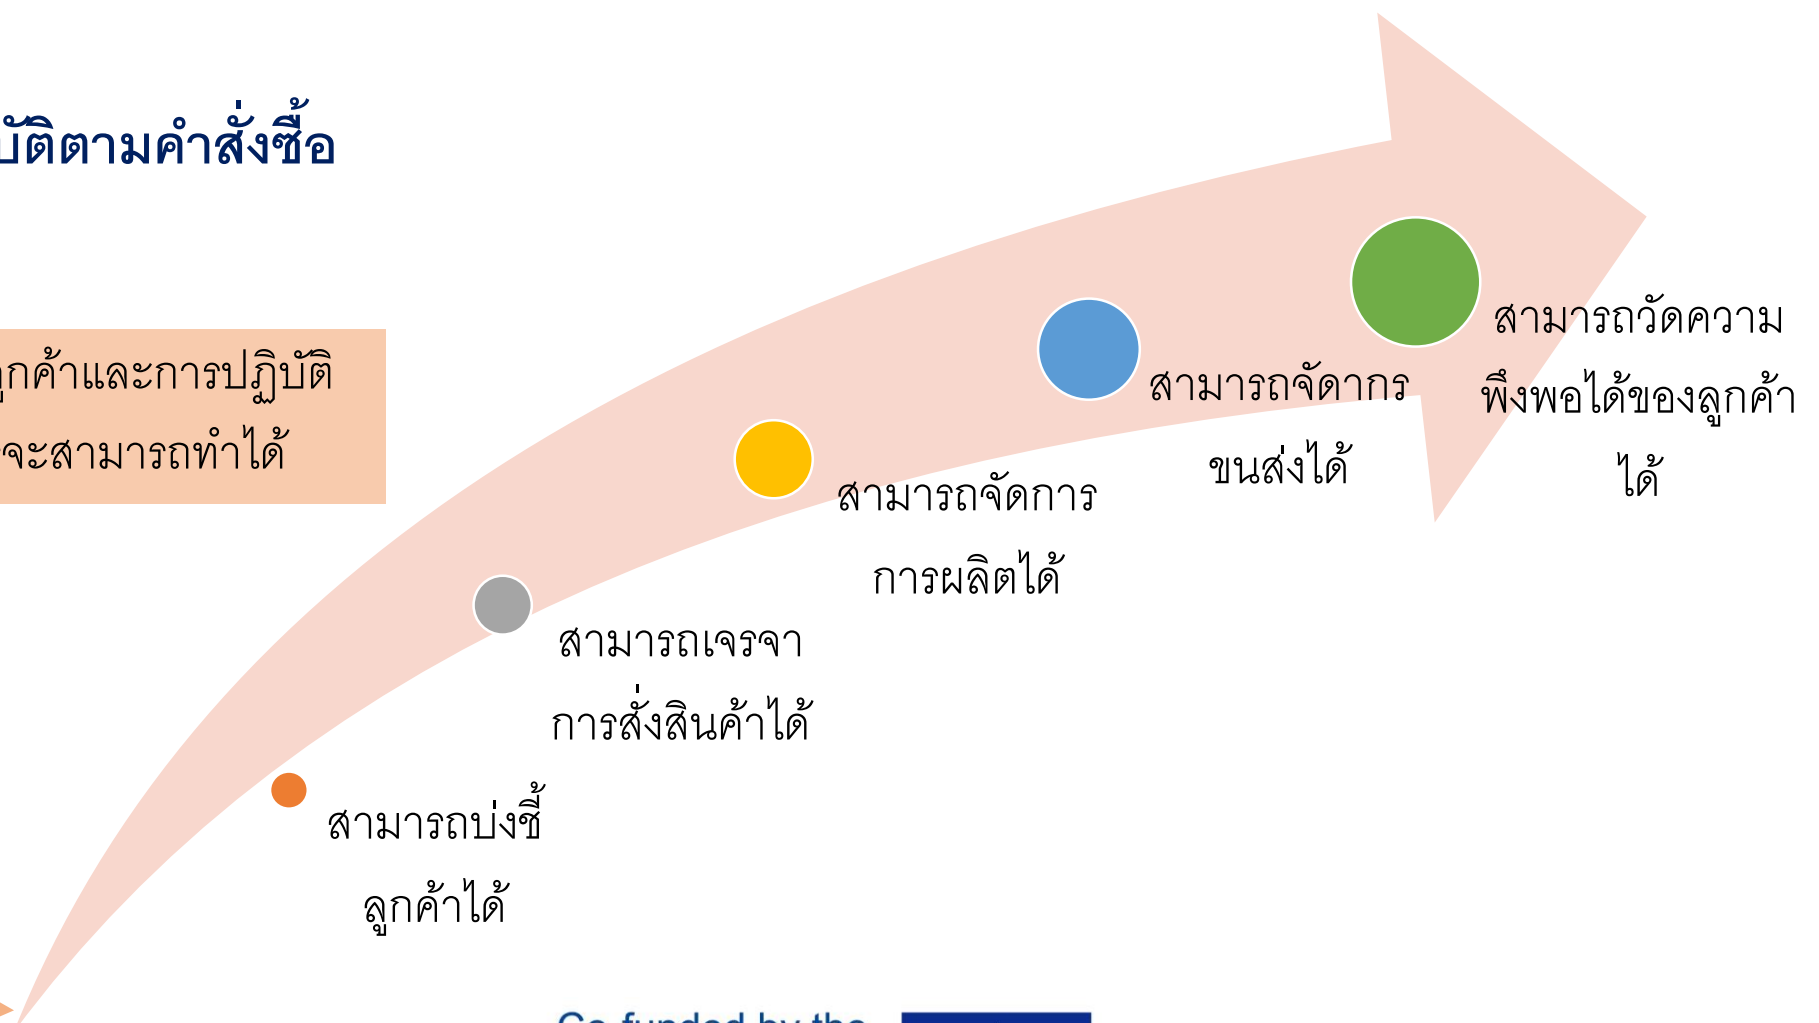 บัติตามคำสั่งซื้อ
ลูกค้าและการปฏิบัติ
จะสามารถทำได้
สามารถวัดความ
พึงพอได้ของลูกค้า
ได้
สามารถจัดากร
ขนส่งได้
สามารถจัดการ
การผลิตได้
สามารถเจรจา
การสั่งสินค้าได้
สามารถบ่งชี้
ลูกค้าได้
Co-funded by the